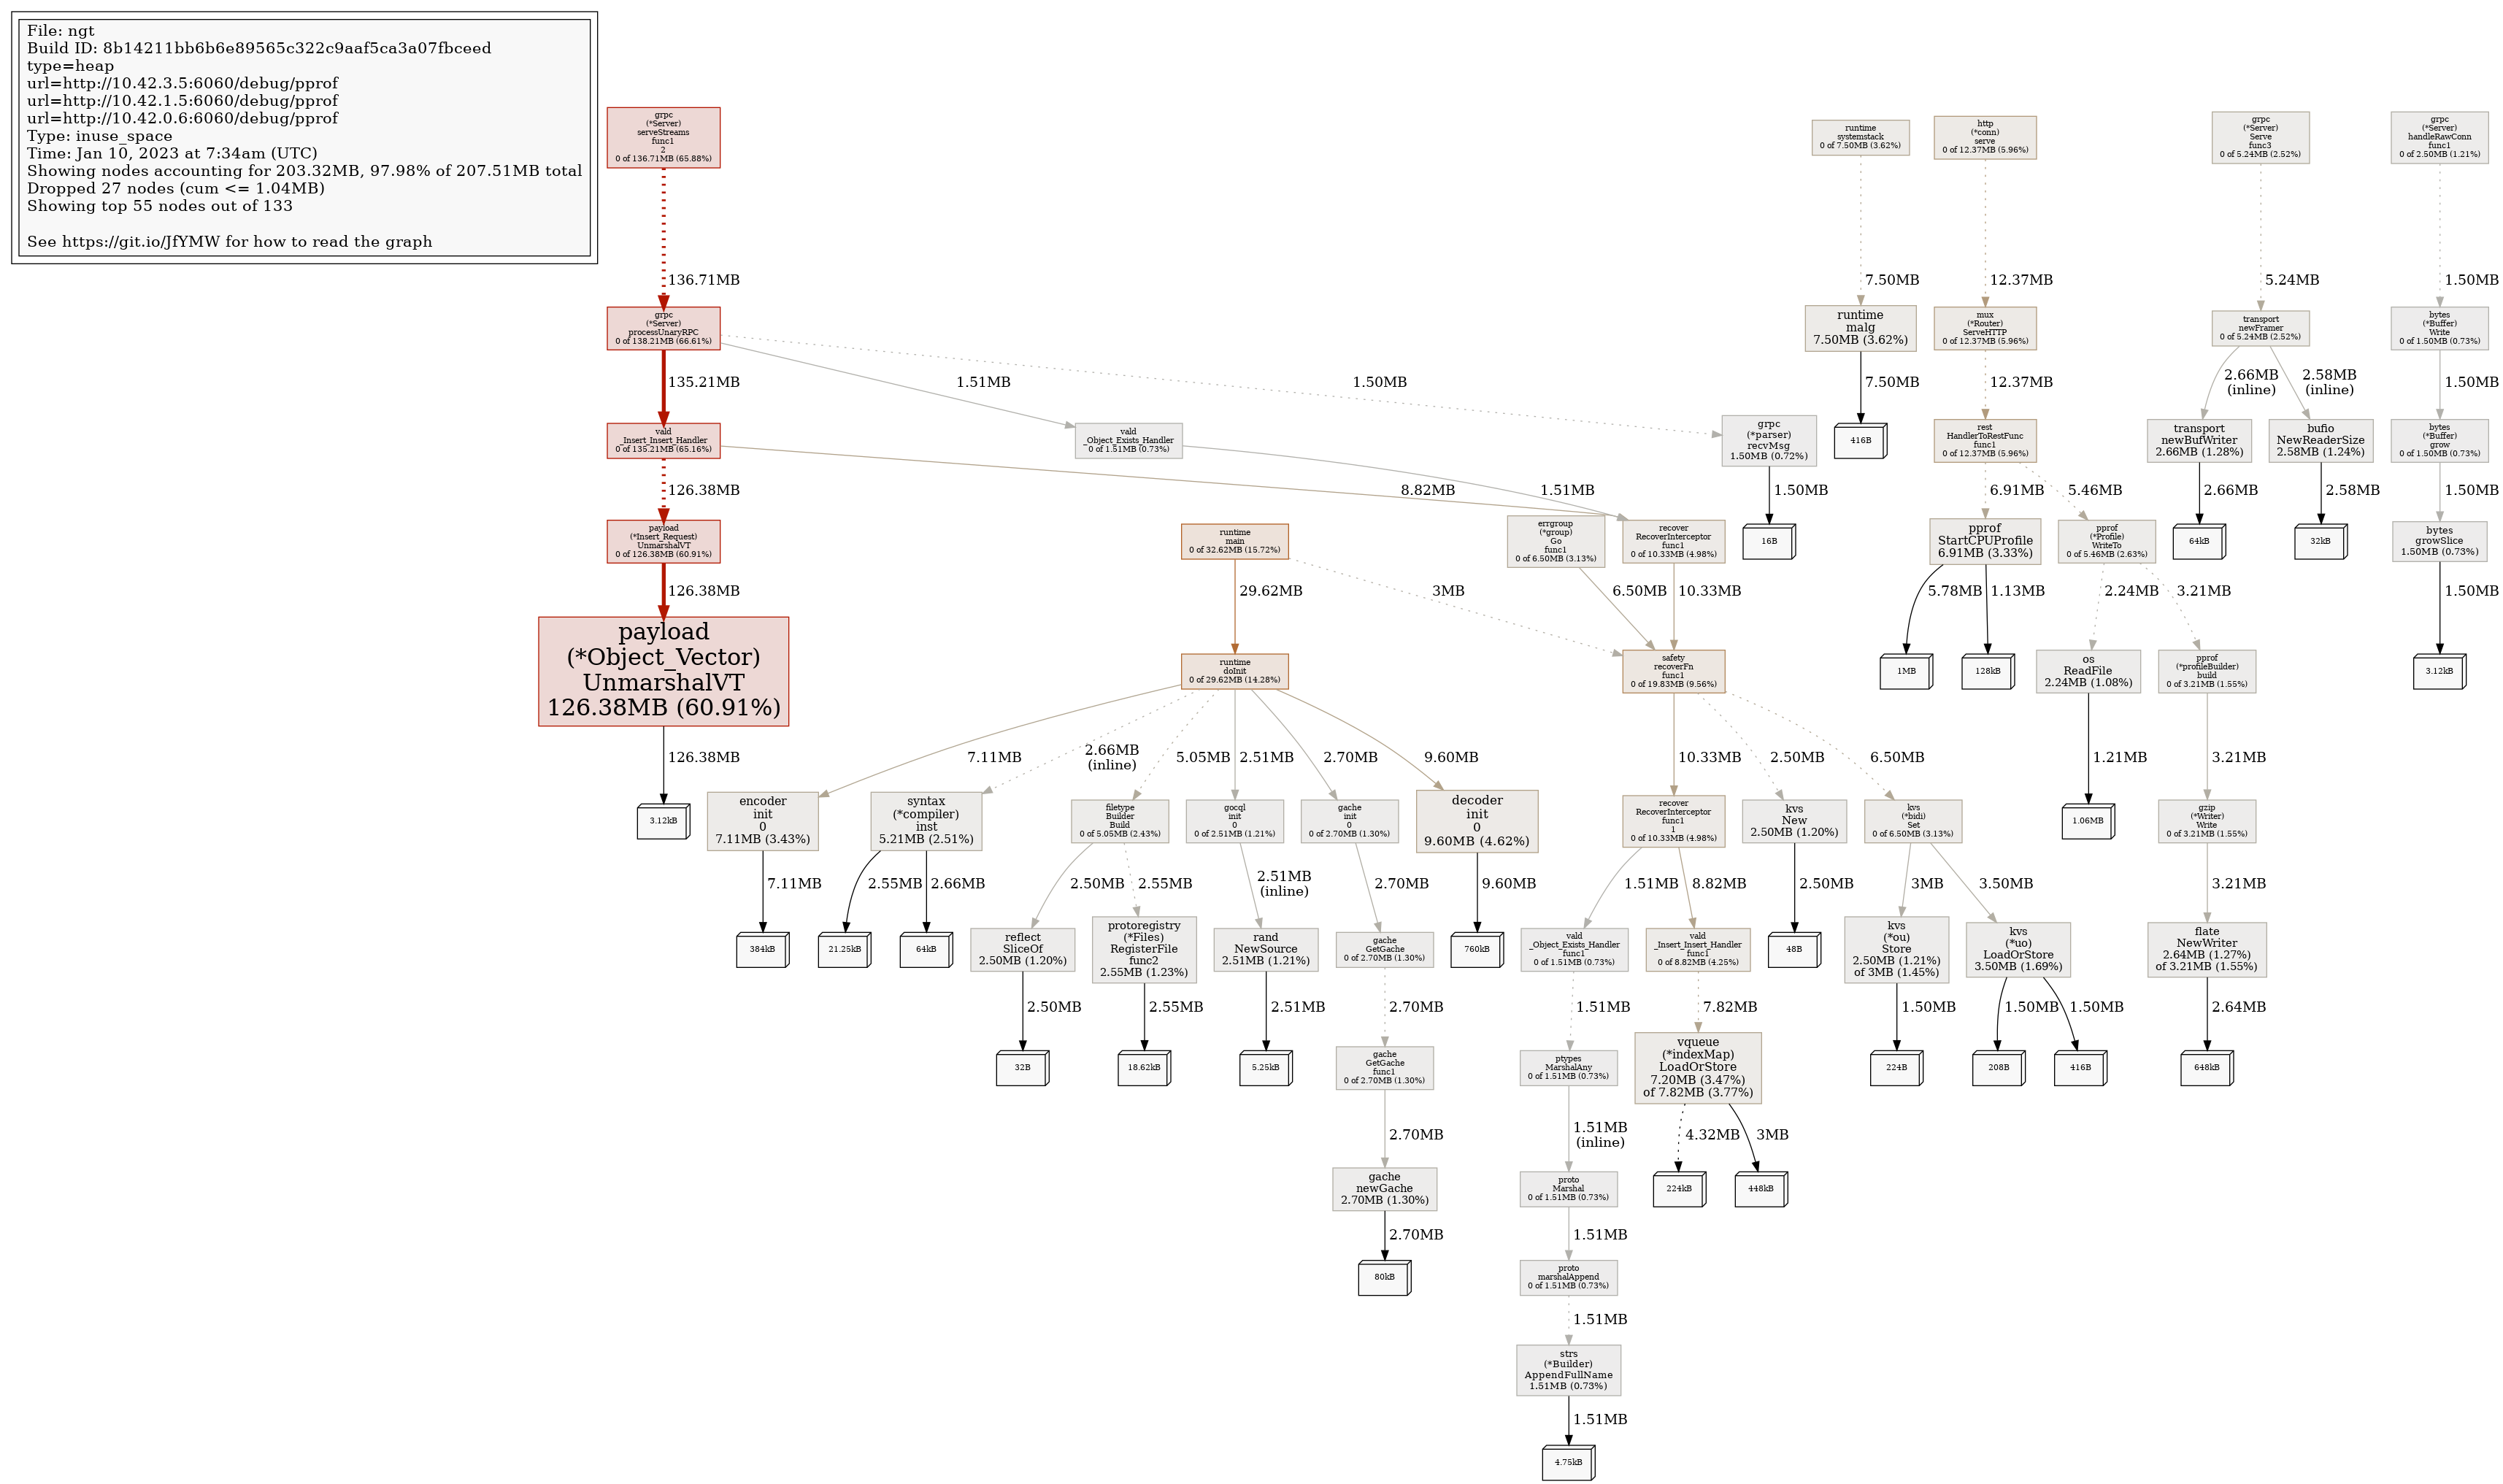 File: ngt
Build ID: 8b14211bb6b6e89565c322c9aaf5ca3a07fbceed
type=heap
url=http://10.42.3.5:6060/debug/pprof
url=http://10.42.1.5:6060/debug/pprof
url=http://10.42.0.6:6060/debug/pprof
Type: inuse_space
Time: Jan 10, 2023 at 7:34am (UTC)
Showing nodes accounting for 203.32MB, 97.98% of 207.51MB total
Dropped 27 nodes (cum <= 1.04MB)
Showing top 55 nodes out of 133
See https://git.io/JfYMW for how to read the graph
grpc
(*Server)
serveStreams
func1
2
0 of 136.71MB (65.88%)
runtime
systemstack
0 of 7.50MB (3.62%)
http
(*conn)
serve
0 of 12.37MB (5.96%)
grpc
(*Server)
Serve
func3
0 of 5.24MB (2.52%)
grpc
(*Server)
handleRawConn
func1
0 of 2.50MB (1.21%)
136.71MB
7.50MB
12.37MB
5.24MB
1.50MB
grpc
(*Server)
processUnaryRPC
0 of 138.21MB (66.61%)
runtime
malg
7.50MB (3.62%)
mux
(*Router)
ServeHTTP
0 of 12.37MB (5.96%)
transport
newFramer
0 of 5.24MB (2.52%)
bytes
(*Buffer)
Write
0 of 1.50MB (0.73%)
135.21MB
1.51MB
1.50MB
7.50MB
12.37MB
2.66MB
(inline)
2.58MB
(inline)
1.50MB
vald
_Insert_Insert_Handler
0 of 135.21MB (65.16%)
vald
_Object_Exists_Handler
0 of 1.51MB (0.73%)
grpc
(*parser)
recvMsg
1.50MB (0.72%)
416B
rest
HandlerToRestFunc
func1
0 of 12.37MB (5.96%)
transport
newBufWriter
2.66MB (1.28%)
bufio
NewReaderSize
2.58MB (1.24%)
bytes
(*Buffer)
grow
0 of 1.50MB (0.73%)
126.38MB
8.82MB
1.51MB
1.50MB
6.91MB
5.46MB
2.66MB
2.58MB
1.50MB
payload
(*Insert_Request)
UnmarshalVT
0 of 126.38MB (60.91%)
runtime
main
0 of 32.62MB (15.72%)
errgroup
(*group)
Go
func1
0 of 6.50MB (3.13%)
recover
RecoverInterceptor
func1
0 of 10.33MB (4.98%)
16B
pprof
StartCPUProfile
6.91MB (3.33%)
pprof
(*Profile)
WriteTo
0 of 5.46MB (2.63%)
64kB
32kB
bytes
growSlice
1.50MB (0.73%)
126.38MB
29.62MB
3MB
6.50MB
10.33MB
5.78MB
1.13MB
2.24MB
3.21MB
1.50MB
payload
(*Object_Vector)
UnmarshalVT
126.38MB (60.91%)
runtime
doInit
0 of 29.62MB (14.28%)
safety
recoverFn
func1
0 of 19.83MB (9.56%)
1MB
128kB
os
ReadFile
2.24MB (1.08%)
pprof
(*profileBuilder)
build
0 of 3.21MB (1.55%)
3.12kB
126.38MB
7.11MB
2.66MB
(inline)
5.05MB
2.51MB
2.70MB
9.60MB
10.33MB
2.50MB
6.50MB
1.21MB
3.21MB
3.12kB
encoder
init
0
7.11MB (3.43%)
syntax
(*compiler)
inst
5.21MB (2.51%)
filetype
Builder
Build
0 of 5.05MB (2.43%)
gocql
init
0
0 of 2.51MB (1.21%)
gache
init
0
0 of 2.70MB (1.30%)
decoder
init
0
9.60MB (4.62%)
recover
RecoverInterceptor
func1
1
0 of 10.33MB (4.98%)
kvs
New
2.50MB (1.20%)
kvs
(*bidi)
Set
0 of 6.50MB (3.13%)
1.06MB
gzip
(*Writer)
Write
0 of 3.21MB (1.55%)
7.11MB
2.55MB
2.66MB
2.50MB
2.55MB
2.51MB
(inline)
2.70MB
9.60MB
1.51MB
8.82MB
2.50MB
3MB
3.50MB
3.21MB
384kB
21.25kB
64kB
reflect
SliceOf
2.50MB (1.20%)
protoregistry
(*Files)
RegisterFile
func2
2.55MB (1.23%)
rand
NewSource
2.51MB (1.21%)
gache
GetGache
0 of 2.70MB (1.30%)
760kB
vald
_Object_Exists_Handler
func1
0 of 1.51MB (0.73%)
vald
_Insert_Insert_Handler
func1
0 of 8.82MB (4.25%)
48B
kvs
(*ou)
Store
2.50MB (1.21%)
of 3MB (1.45%)
kvs
(*uo)
LoadOrStore
3.50MB (1.69%)
flate
NewWriter
2.64MB (1.27%)
of 3.21MB (1.55%)
2.50MB
2.55MB
2.51MB
2.70MB
1.51MB
7.82MB
1.50MB
1.50MB
1.50MB
2.64MB
32B
18.62kB
5.25kB
gache
GetGache
func1
0 of 2.70MB (1.30%)
ptypes
MarshalAny
0 of 1.51MB (0.73%)
vqueue
(*indexMap)
LoadOrStore
7.20MB (3.47%)
of 7.82MB (3.77%)
224B
208B
416B
648kB
2.70MB
1.51MB
(inline)
4.32MB
3MB
gache
newGache
2.70MB (1.30%)
proto
Marshal
0 of 1.51MB (0.73%)
224kB
448kB
2.70MB
1.51MB
80kB
proto
marshalAppend
0 of 1.51MB (0.73%)
1.51MB
strs
(*Builder)
AppendFullName
1.51MB (0.73%)
1.51MB
4.75kB